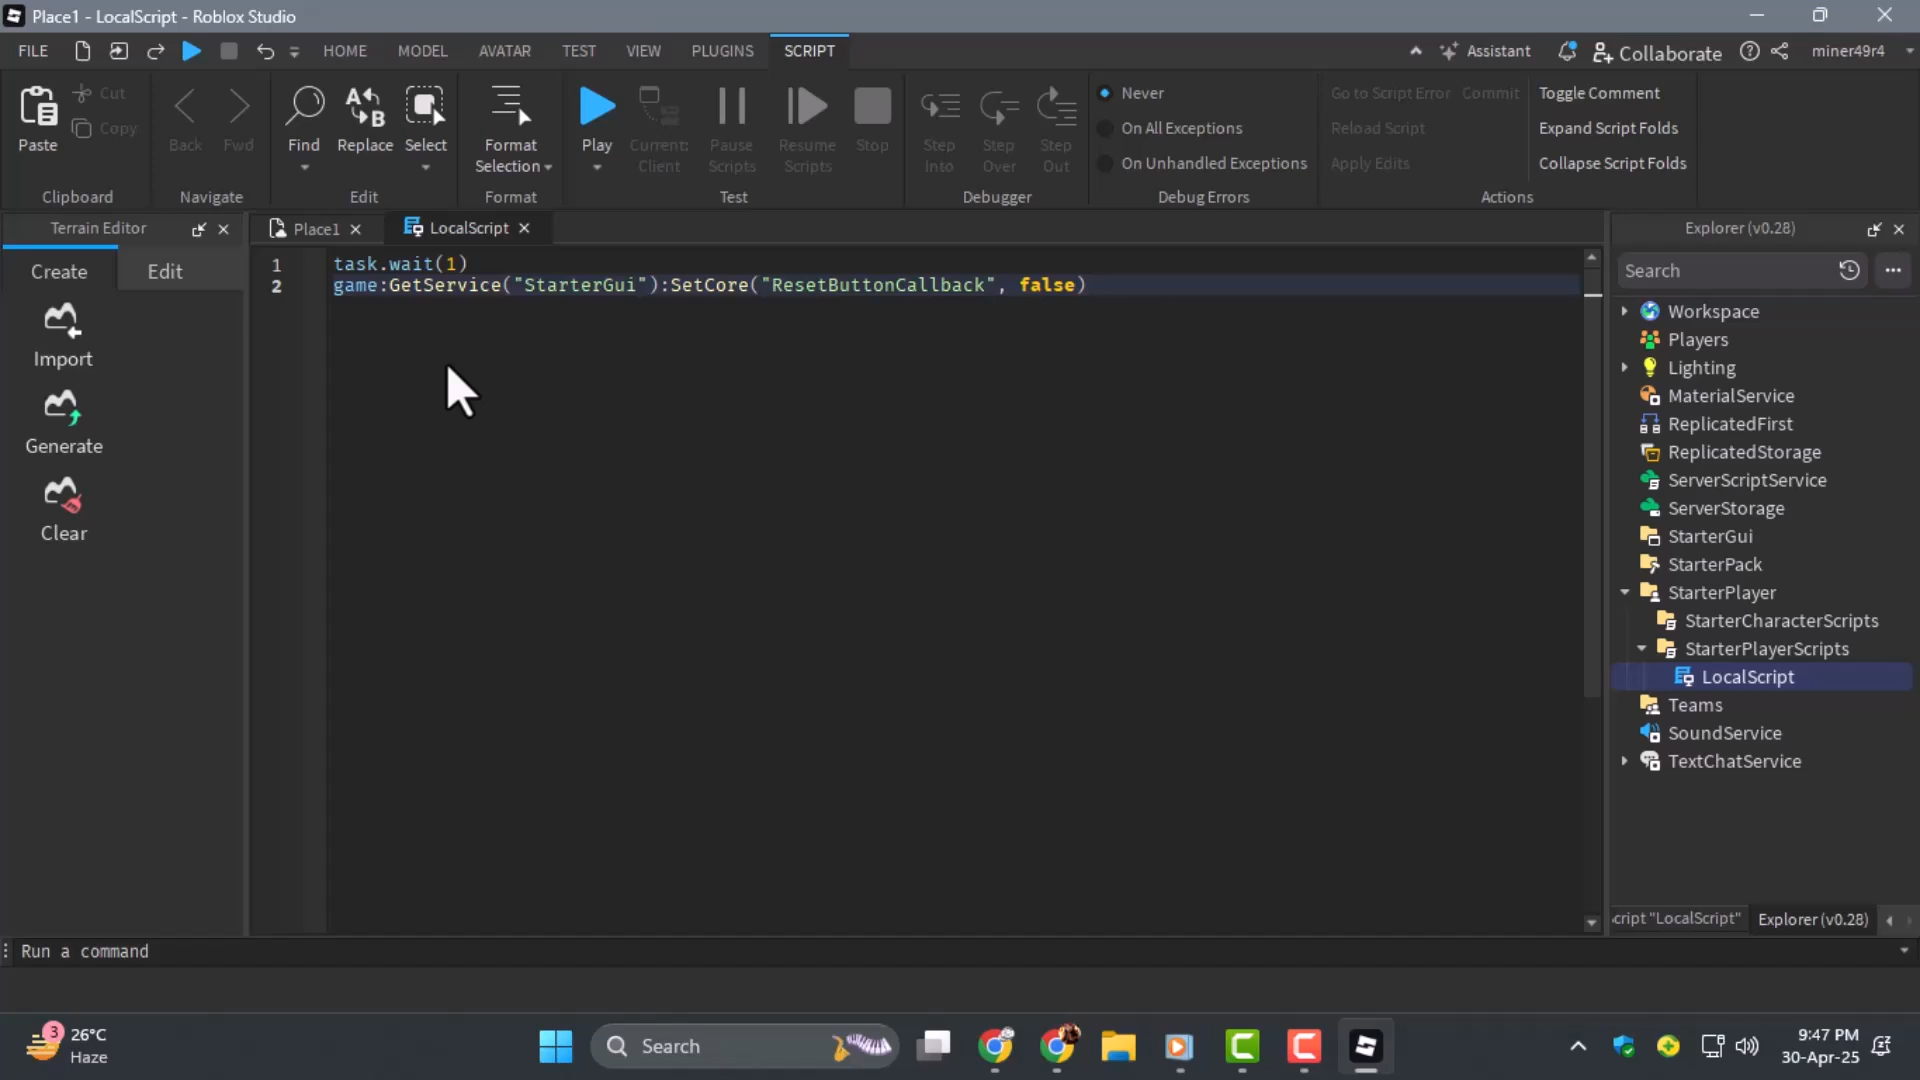 Place1 - LocalScript - Roblox Studio
FILE HOME MODEL AVATAR TEST VIEW PLUGINS SCRIPT Assistant Collaborate miner49r4
Paste Cut Copy
Clipboard
Back Fwd
Navigate
Find Replace Select
Edit
Format Selection
Format
Play Current: Client Pause Scripts Resume Scripts Stop
Test
Step Into Step Over Step Out
Debugger
Never
On All Exceptions
On Unhandled Exceptions
Debug Errors
Go to Script Error Commit
Reload Script
Apply Edits
Toggle Comment
Expand Script Folds
Collapse Script Folds
Actions
Terrain Editor
Create Edit
Import
Generate
Clear
Place1 LocalScript
1 task.wait(1)
2 game:GetService("StarterGui"):SetCore("ResetButtonCallback", false)
Explorer (v0.28)
Search
Workspace
Players
Lighting
MaterialService
ReplicatedFirst
ReplicatedStorage
ServerScriptService
ServerStorage
StarterGui
StarterPack
StarterPlayer
StarterCharacterScripts
StarterPlayerScripts
LocalScript
Teams
SoundService
TextChatService
cript "LocalScript" Explorer (v0.28)
Run a command
3
26°C
Haze
Search
9:47 PM
30-Apr-25